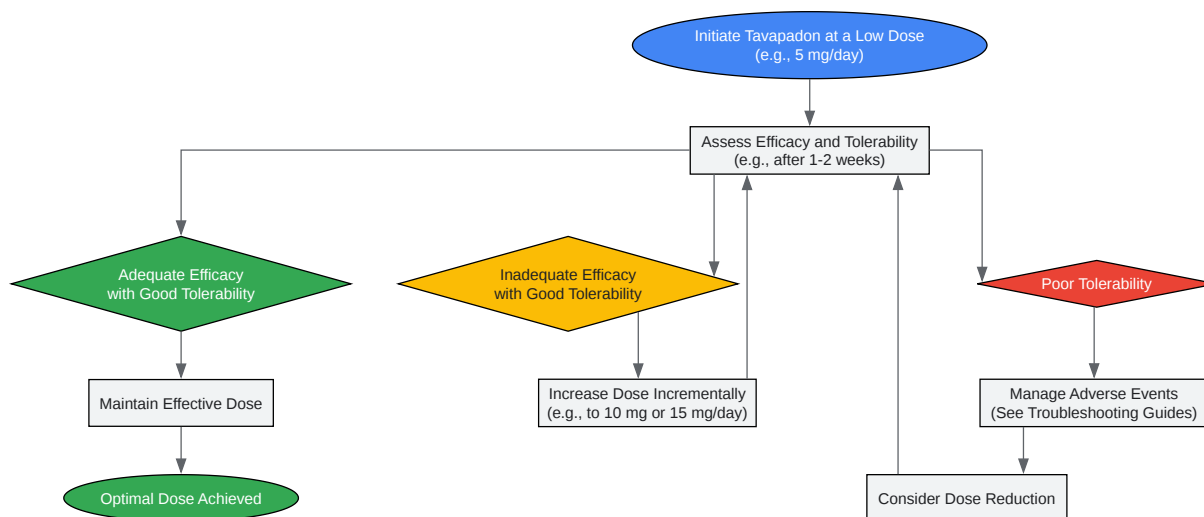 Initiate Tavapadon at a Low Dose
(e.g., 5 mg/day)
Assess Efficacy and Tolerability
(e.g., after 1-2 weeks)
Adequate Efficacy
with Good Tolerability
Inadequate Efficacy
with Good Tolerability
Poor Tolerability
Maintain Effective Dose
Increase Dose Incrementally
(e.g., to 10 mg or 15 mg/day)
Manage Adverse Events
(See Troubleshooting Guides)
Optimal Dose Achieved
Consider Dose Reduction